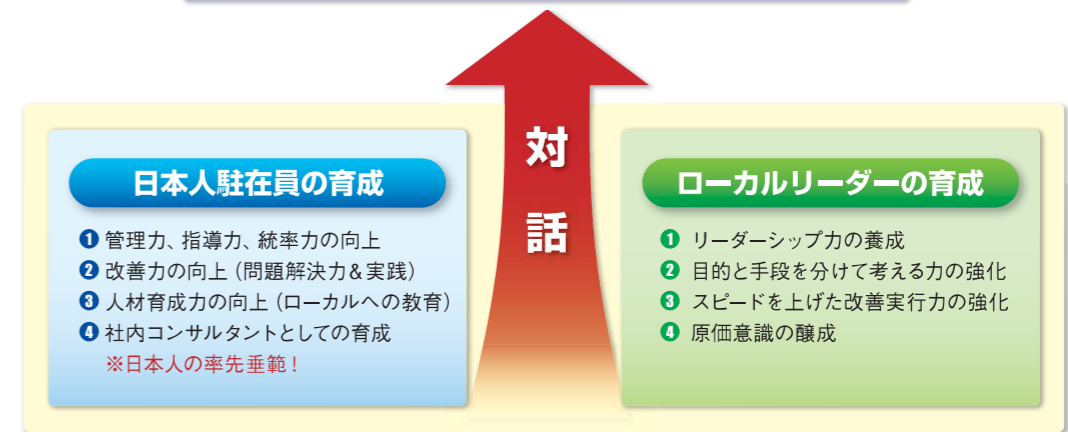 対話
日本人駐在員の育成
❶ 管理力、指導力、統率力の向上
❷ 改善力の向上（問題解決力＆実践）
❸ 人材育成力の向上（ローカルへの教育）
❹ 社内コンサルタントとしての育成
※日本人の率先垂範！
ローカルリーダーの育成
❶ リーダーシップ力の養成
❷ 目的と手段を分けて考える力の強化
❸ スピードを上げた改善実行力の強化
❹ 原価意識の醸成